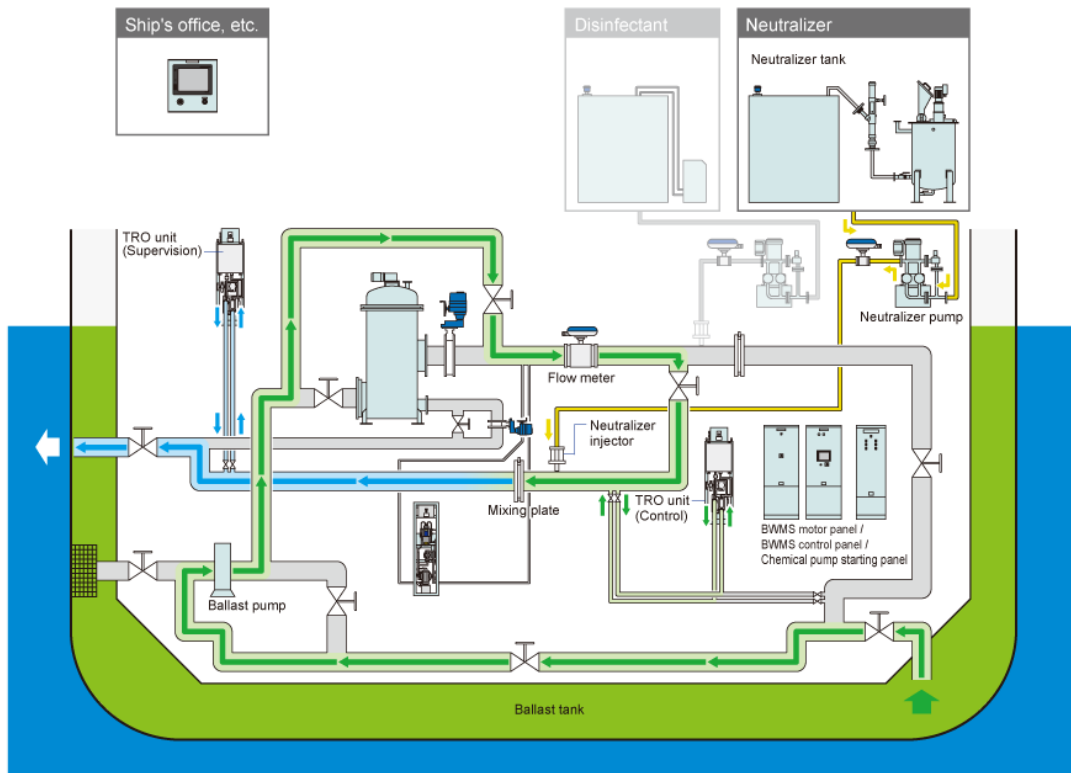 Ship's office, etc.
Disinfectant
Neutralizer
Neutralizer tank
TRO unit
(Supervision)
Neutralizer pump
Flow meter
Neutralizer
injector
TRO unit
(Control)
Mixing plate
BWMS motor panel /
BWMS control panel /
Chemical pump starting panel
Ballast pump
Ballast tank